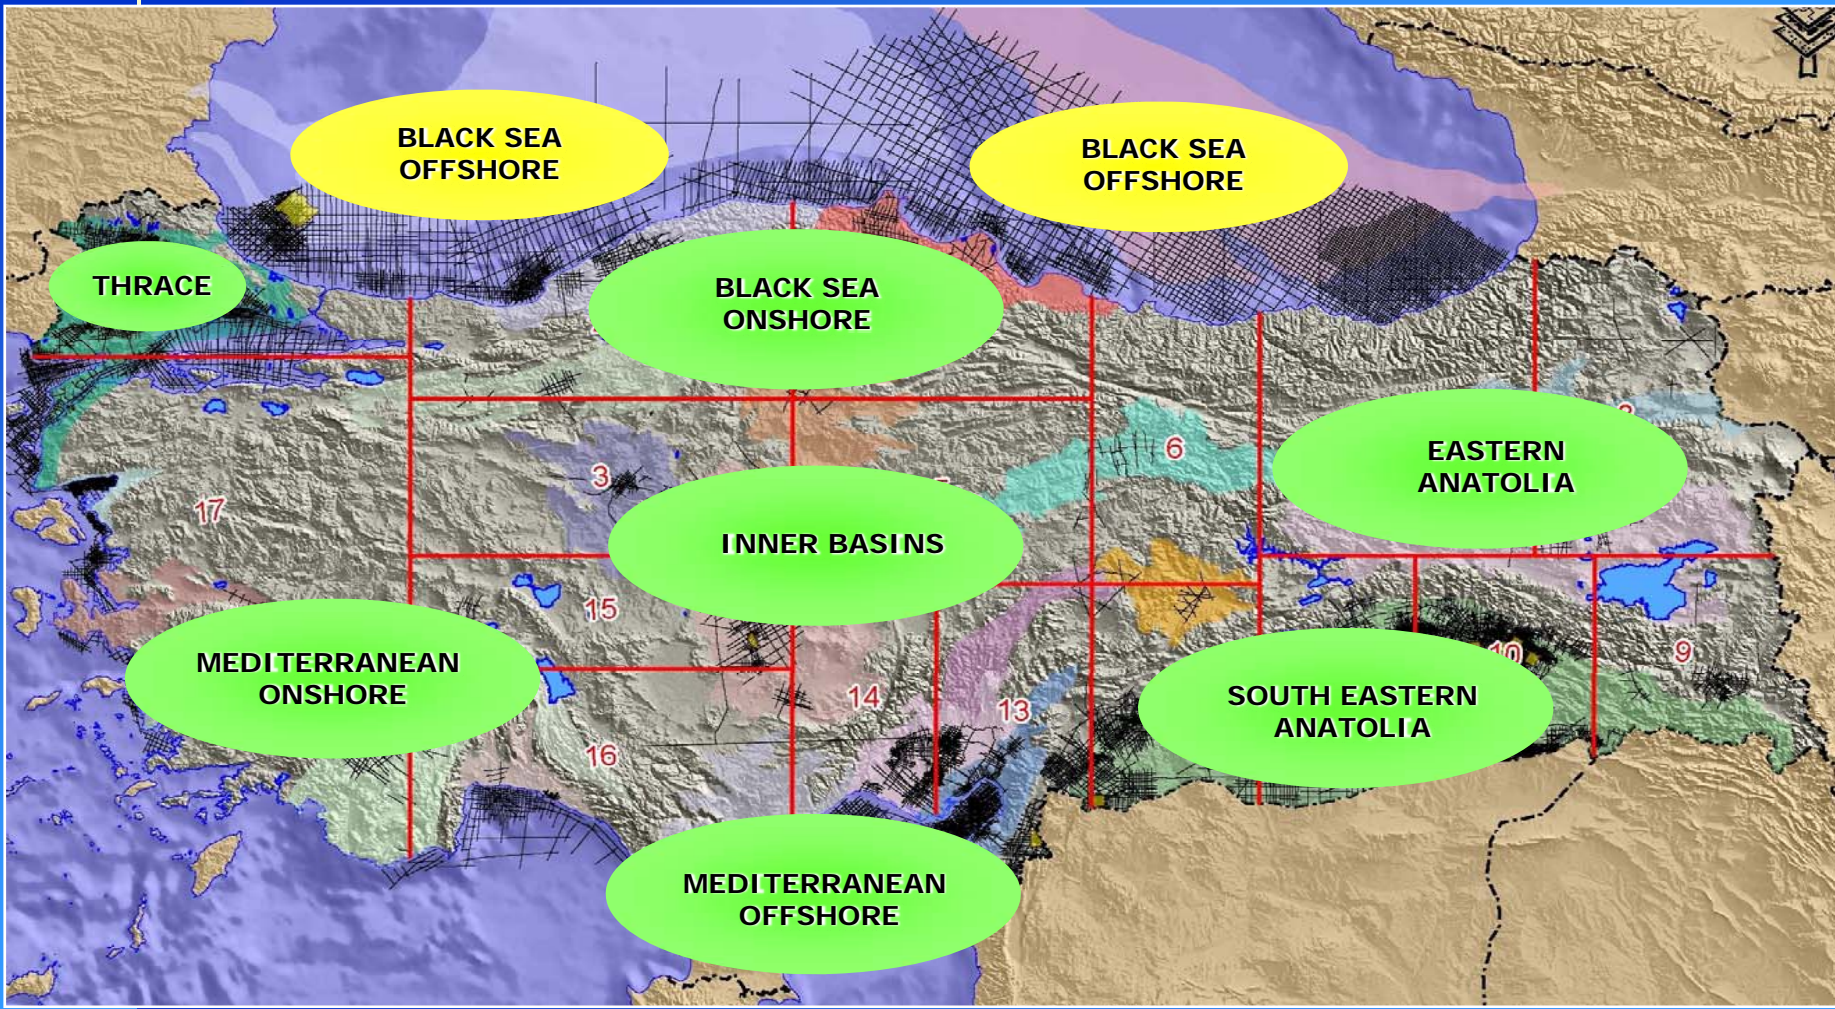 BLACK SEA
OFFSHORE
BLACK SEA
OFFSHORE
THRACE
BLACK SEA
ONSHORE
EASTERN
ANATOLIA
6
3
17
INNER BASINS
15
MEDITERRANEAN
ONSHORE
10
9
14
13
SOUTH EASTERN
ANATOLIA
16
MEDITERRANEAN
OFFSHORE